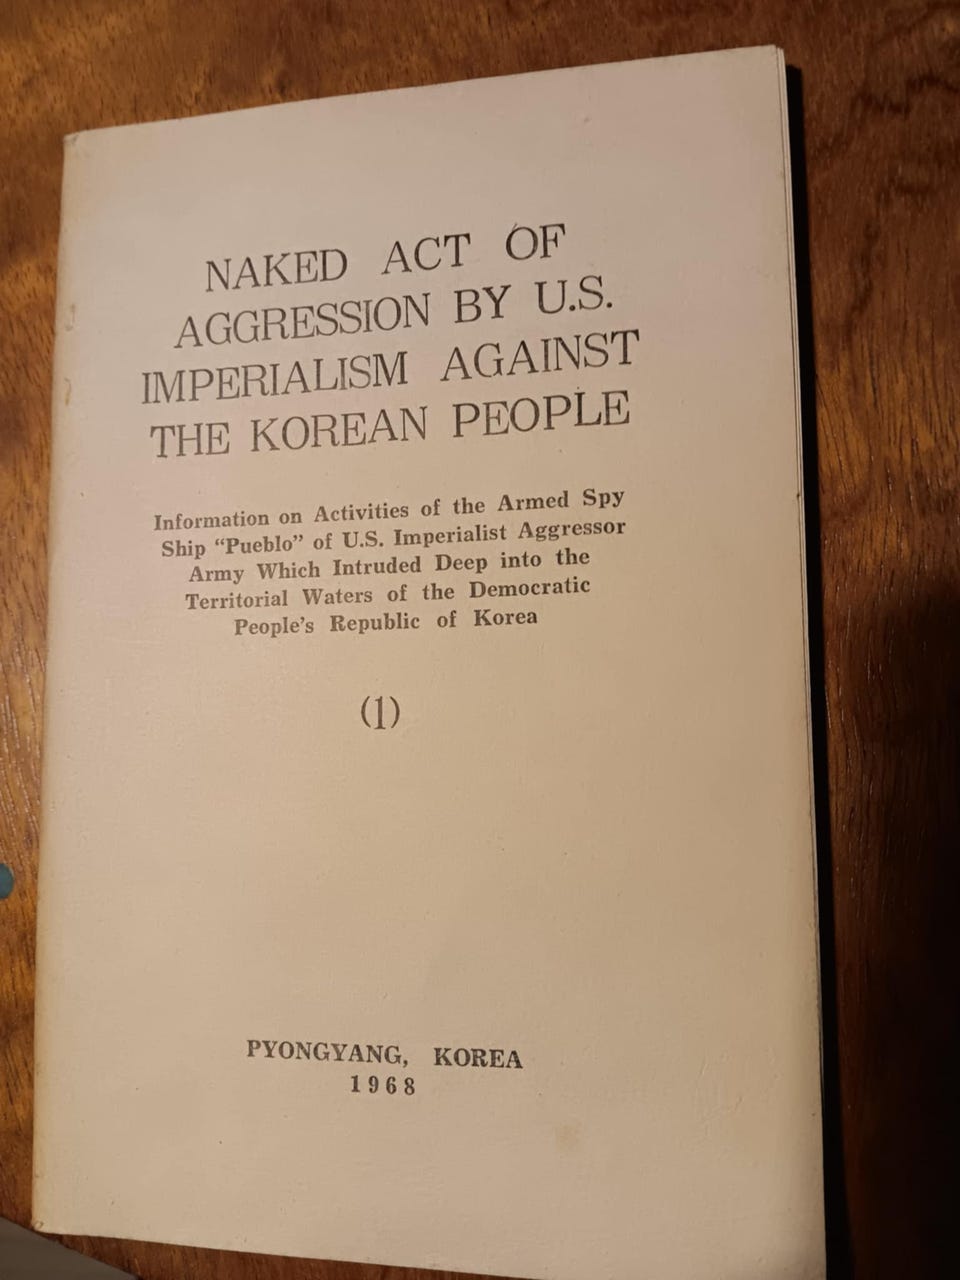 NAKED ACT OF
AGGRESSION BY U.S.
IMPERIALISM AGAINST
THE KOREAN PEOPLE
Information on Activities of the Armed Spy
Ship “Pueblo” of U.S. Imperialist Aggressor
Army Which Intruded Deep into the
Territorial Waters of the Democratic
People's Republic of Korea
(1)
PYONGYANG, KOREA
1968